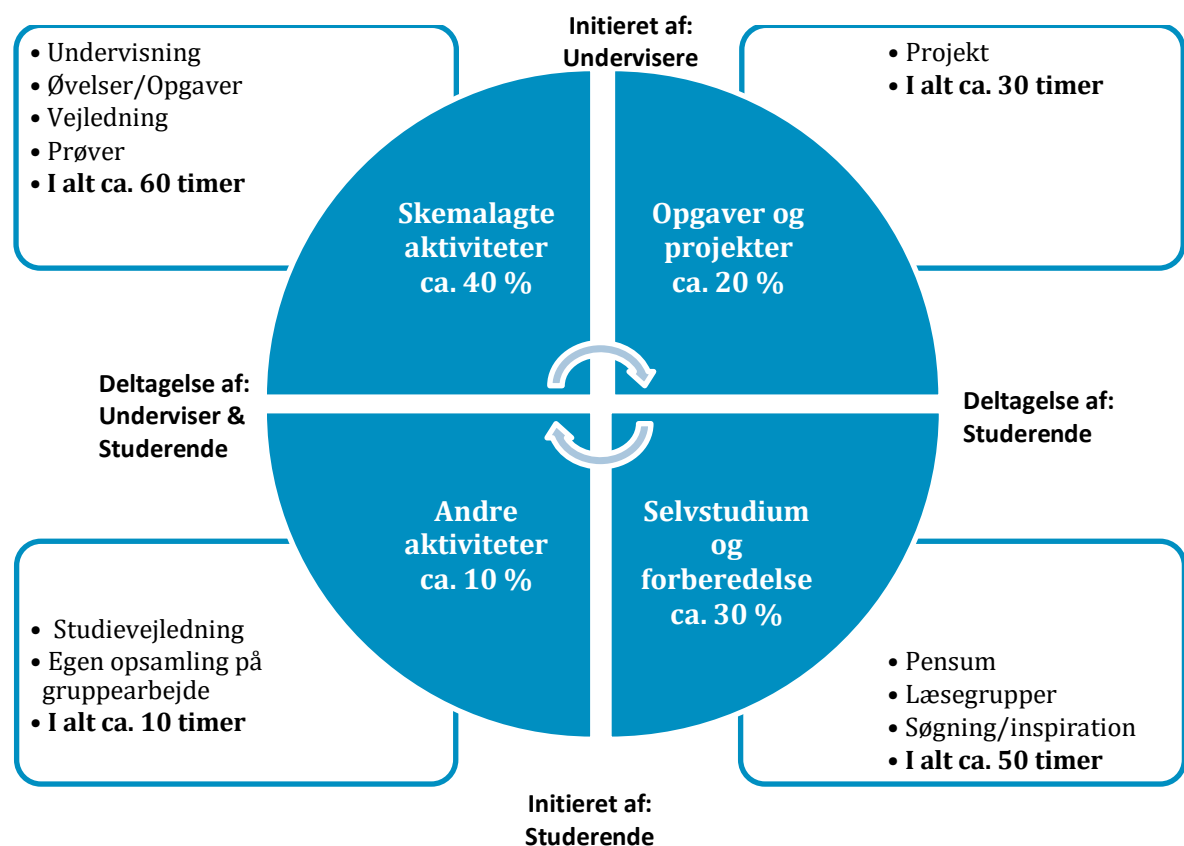 Initieret af:
Undervisere
• Undervisning
• Øvelser/Opgaver
• Vejledning
• Prøver
• I alt ca. 60 timer
• Projekt
• I alt ca. 30 timer
Skemalagte
aktiviteter
ca. 40 %
Opgaver og
projekter
ca. 20 %
Deltagelse af:
Underviser &
Studerende
Deltagelse af:
Studerende
Andre
aktiviteter
ca. 10 %
Selvstudium
og
forberedelse
ca. 30 %
• Studievejledning
• Egen opsamling på
gruppearbejde
• I alt ca. 10 timer
• Pensum
• Læsegrupper
• Søgning/inspiration
• I alt ca. 50 timer
Initieret af:
Studerende